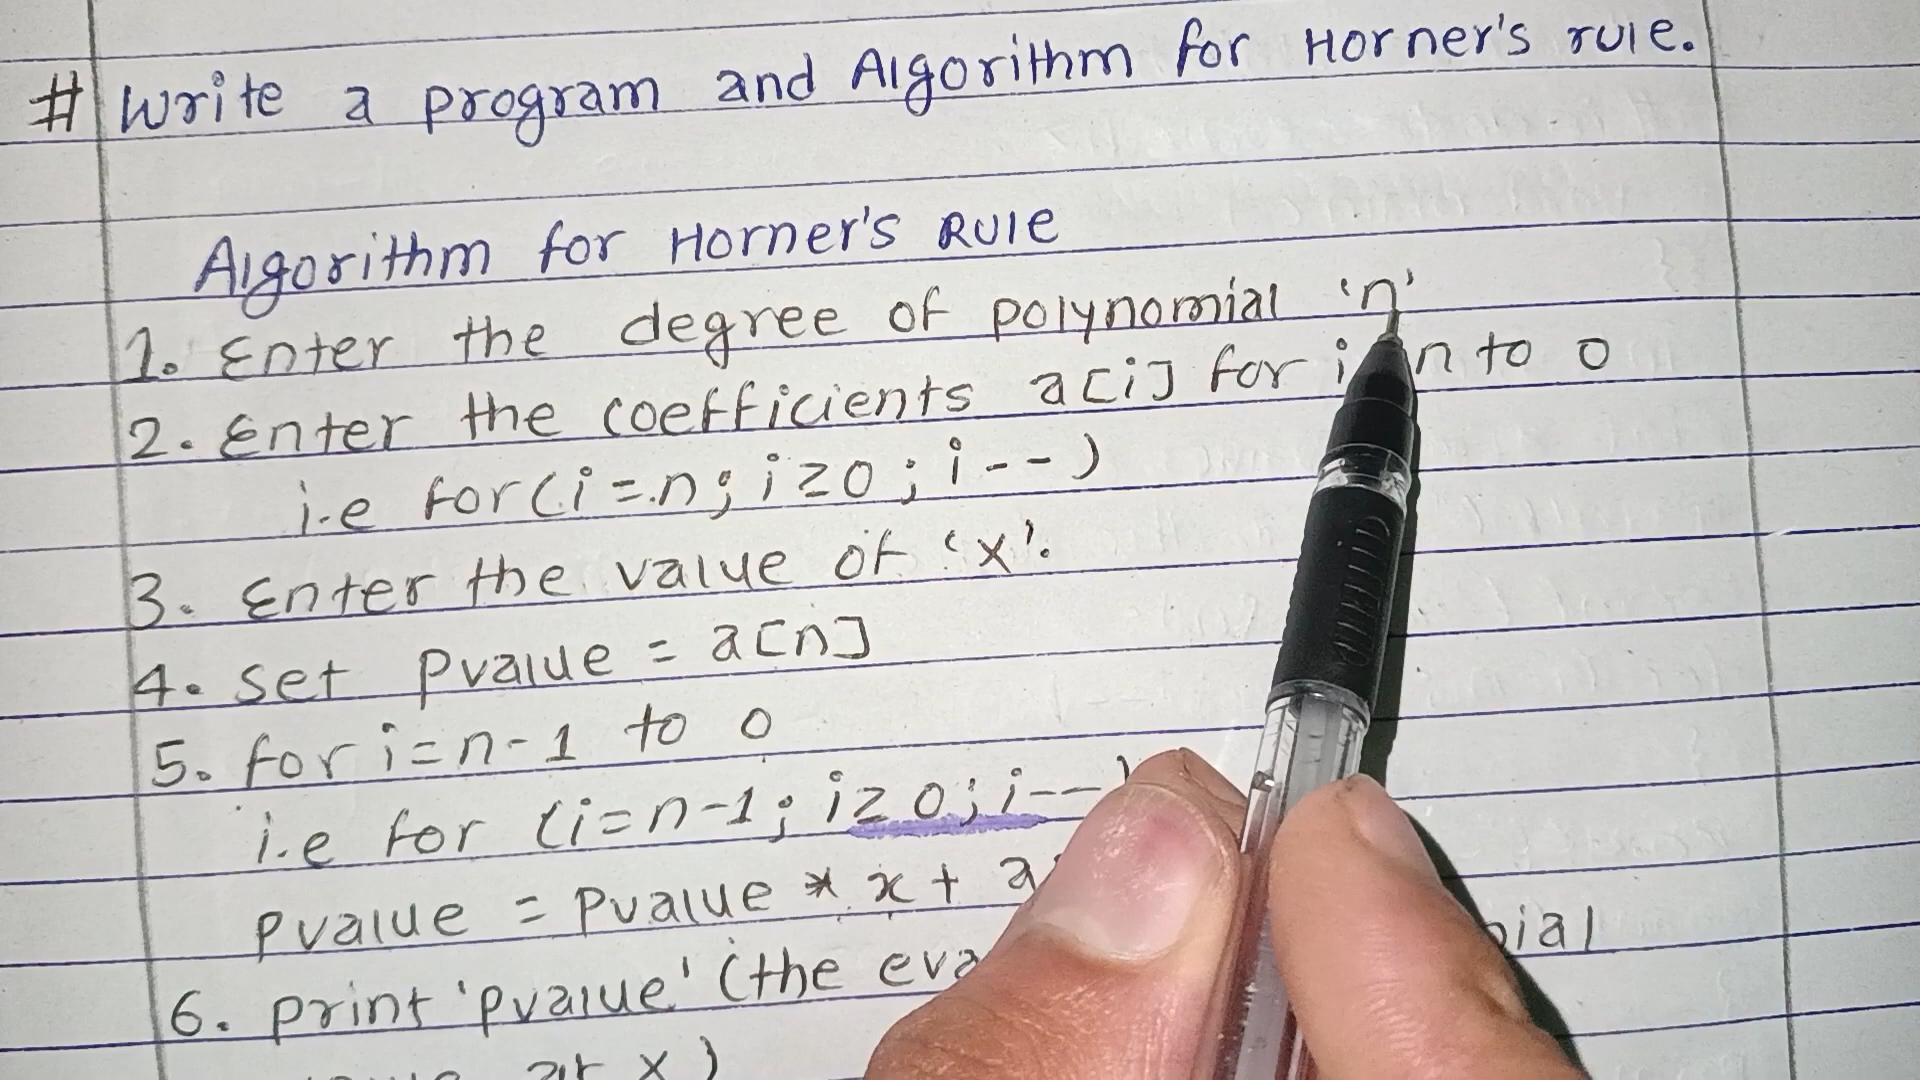 # Write a program and Algorithm for Horner's rule.
Algorithm for Horner's Rule
1. Enter the degree of polynomial 'n'
2. Enter the coefficients a[i] for i n to 0
i.e for(i=n; i≥0; i--)
3. Enter the value of 'x'.
4. set pvalue = a[n]
5. for i=n-1 to 0
i.e for (i=n-1; i≥0; i--)
pvalue = pvalue * x + a
6. print 'pvalue' (the
at x)